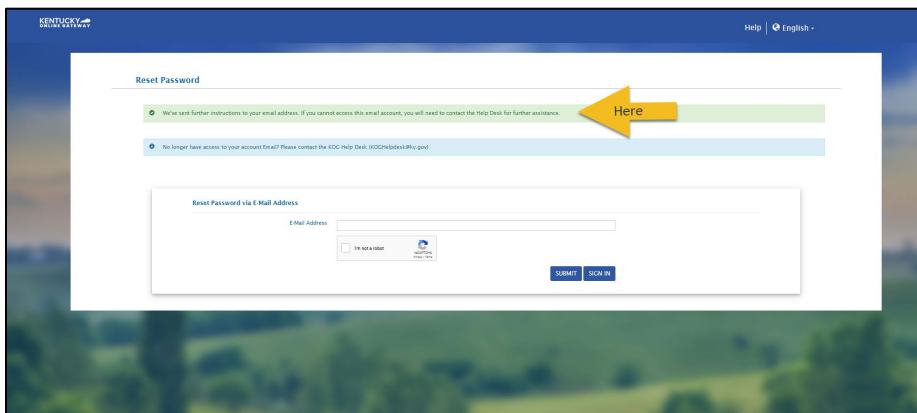 KENTUCKY
ONLINE GATEWAY
Help | English
Reset Password
We've sent further instructions to your email address. If you cannot access this email account, you will need to contact the Help Desk for further assistance.
Here
No longer have access to your account Email? Please contact the KOG Help Desk (KOGHelpdesk@ky.gov)
Reset Password via E-Mail Address
E-Mail Address
I'm not a robot
reCAPTCHA
Privacy - Terms
SUBMIT SIGN IN